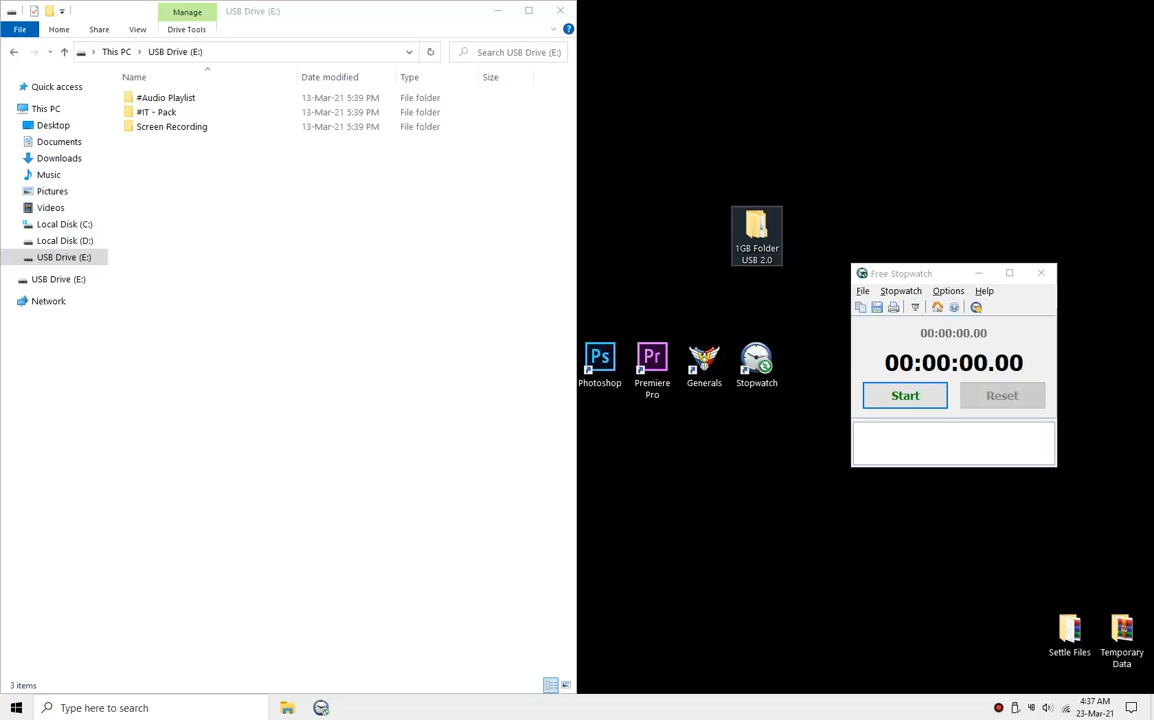 Manage
USB Drive (E:)
File
Home
Share
View
Drive Tools
This PC
USB Drive (E:)
Search USB Drive (E:)
Name
Date modified
Type
Size
#Audio Playlist
13-Mar-21 5:39 PM
File folder
#IT - Pack
13-Mar-21 5:39 PM
File folder
Screen Recording
13-Mar-21 5:39 PM
File folder
Quick access
This PC
Desktop
Documents
Downloads
Music
Pictures
Videos
Local Disk (C:)
Local Disk (D:)
USB Drive (E:)
USB Drive (E:)
Network
3 items
1GB Folder
USB 2.0
Ps
Photoshop
Pr
Premiere
Pro
Generals
Stopwatch
Free Stopwatch
File
Stopwatch
Options
Help
00:00:00.00
00:00:00.00
Start
Reset
Settle Files
Temporary
Data
Type here to search
4:37 AM
23-Mar-21